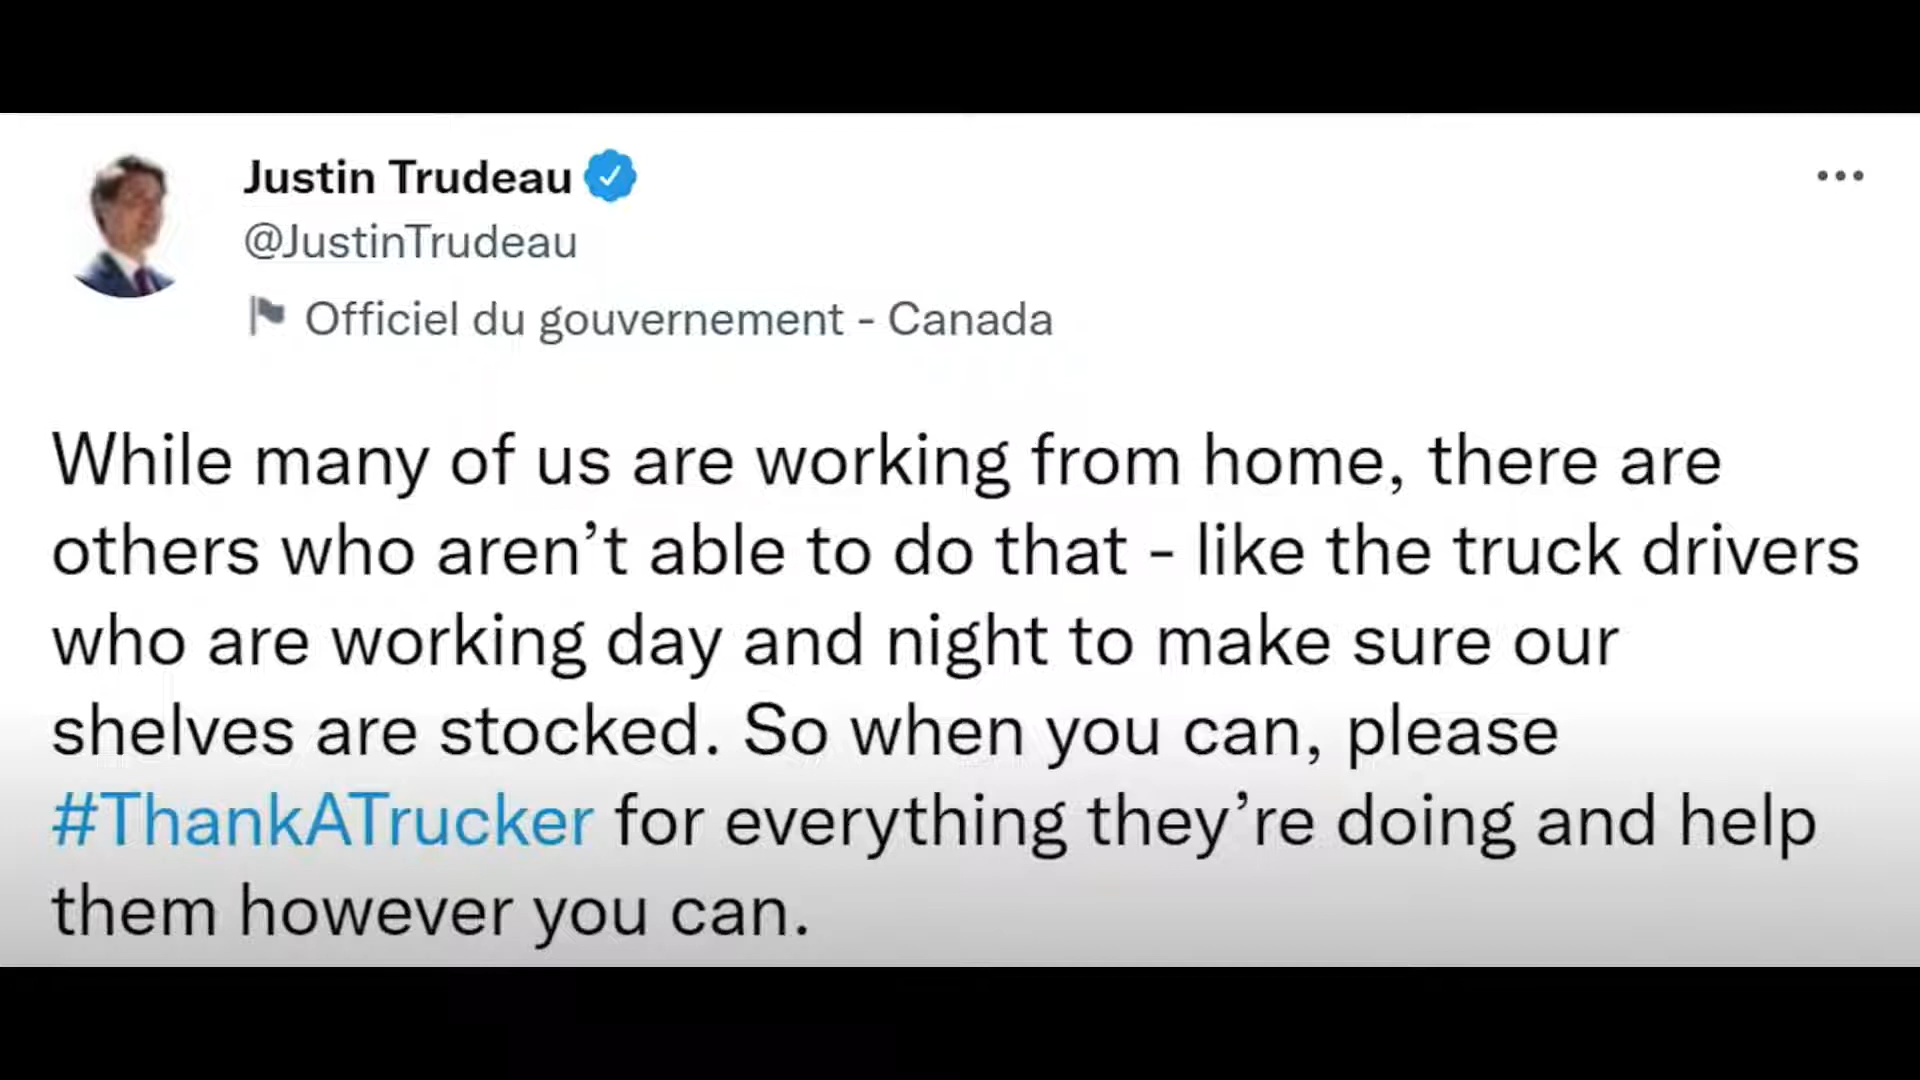 Justin Trudeau
@JustinTrudeau
Officiel du gouvernement - Canada
While many of us are working from home, there are
others who aren’t able to do that - like the truck drivers
who are working day and night to make sure our
shelves are stocked. So when you can, please
#ThankATrucker for everything they’re doing and help
them however you can.